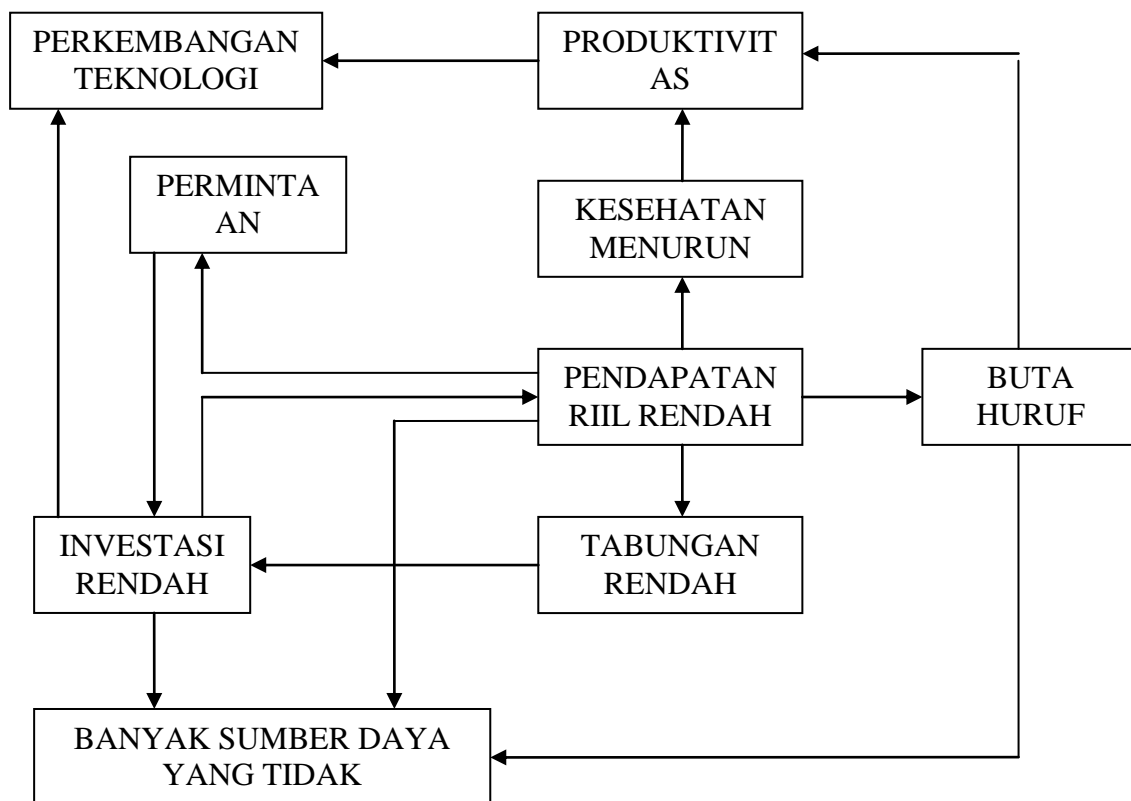 PERKEMBANGAN
TEKNOLOGI
PRODUKTIVIT
AS
PERMINTA
AN
KESEHATAN
MENURUN
PENDAPATAN
RIIL RENDAH
BUTA
HURUF
INVESTASI
RENDAH
TABUNGAN
RENDAH
BANYAK SUMBER DAYA
YANG TIDAK